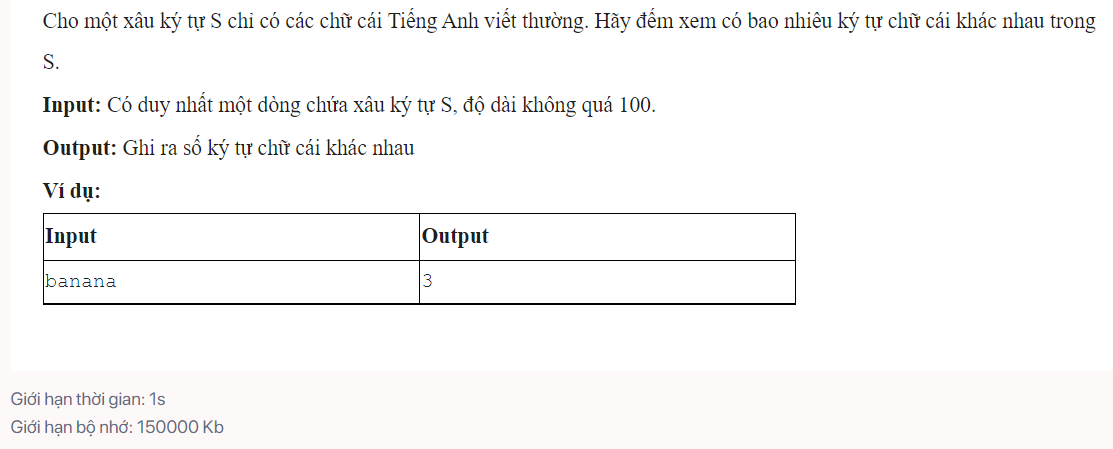 Cho một xâu ký tự S chỉ có các chữ cái Tiếng Anh viết thường. Hãy đếm xem có bao nhiêu ký tự chữ cái khác nhau trong
S.
Input: Có duy nhất một dòng chứa xâu ký tự S, độ dài không quá 100.
Output: Ghi ra số ký tự chữ cái khác nhau
Ví dụ:
Input Output
banana 3
Giới hạn thời gian: 1s
Giới hạn bộ nhớ: 150000 Kb